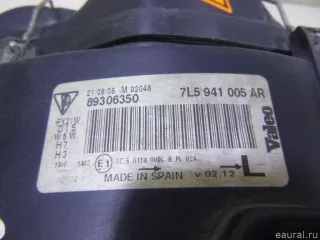 21 08 06 -M 02046
89306350
7L5 941 005 AR
PY21W
D1S
W5W
H7
H3
E1
Valeo
MADE IN SPAIN
V 02.12
L
eaural.ru